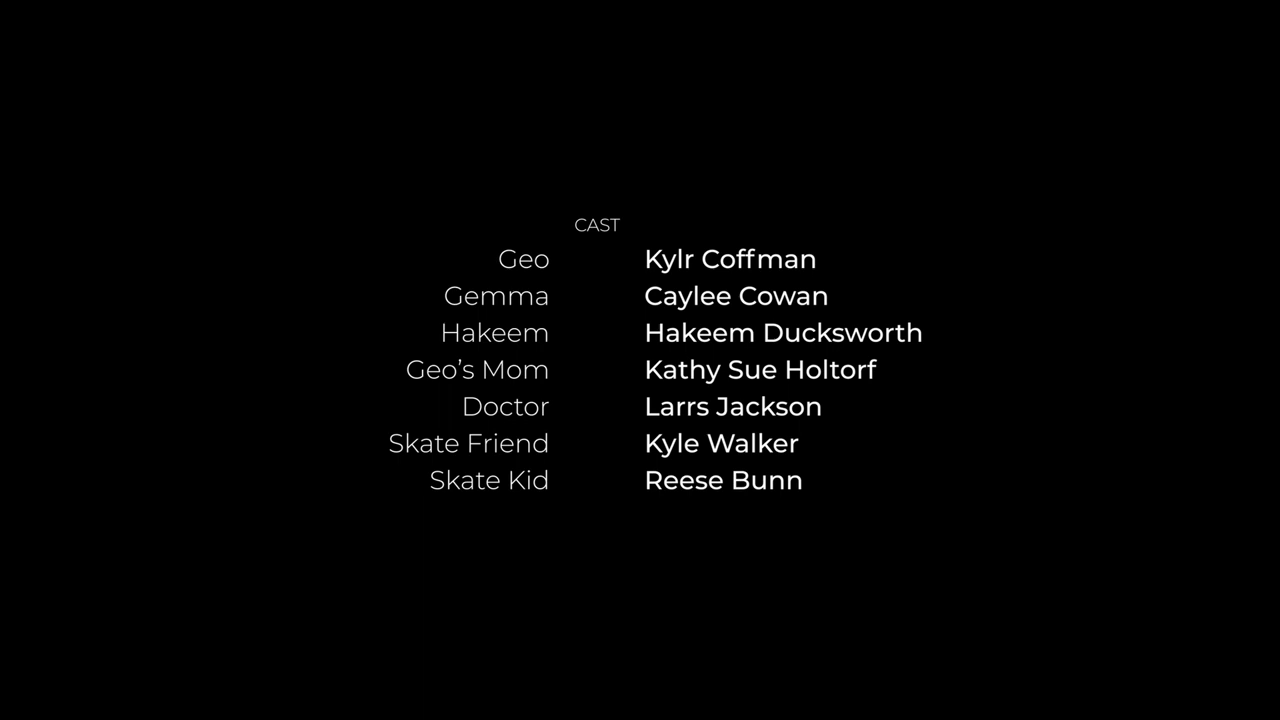 CAST
Geo Kylr Coffman
Gemma Caylee Cowan
Hakeem Hakeem Ducksworth
Geo’s Mom Kathy Sue Holtorf
Doctor Larrs Jackson
Skate Friend Kyle Walker
Skate Kid Reese Bunn